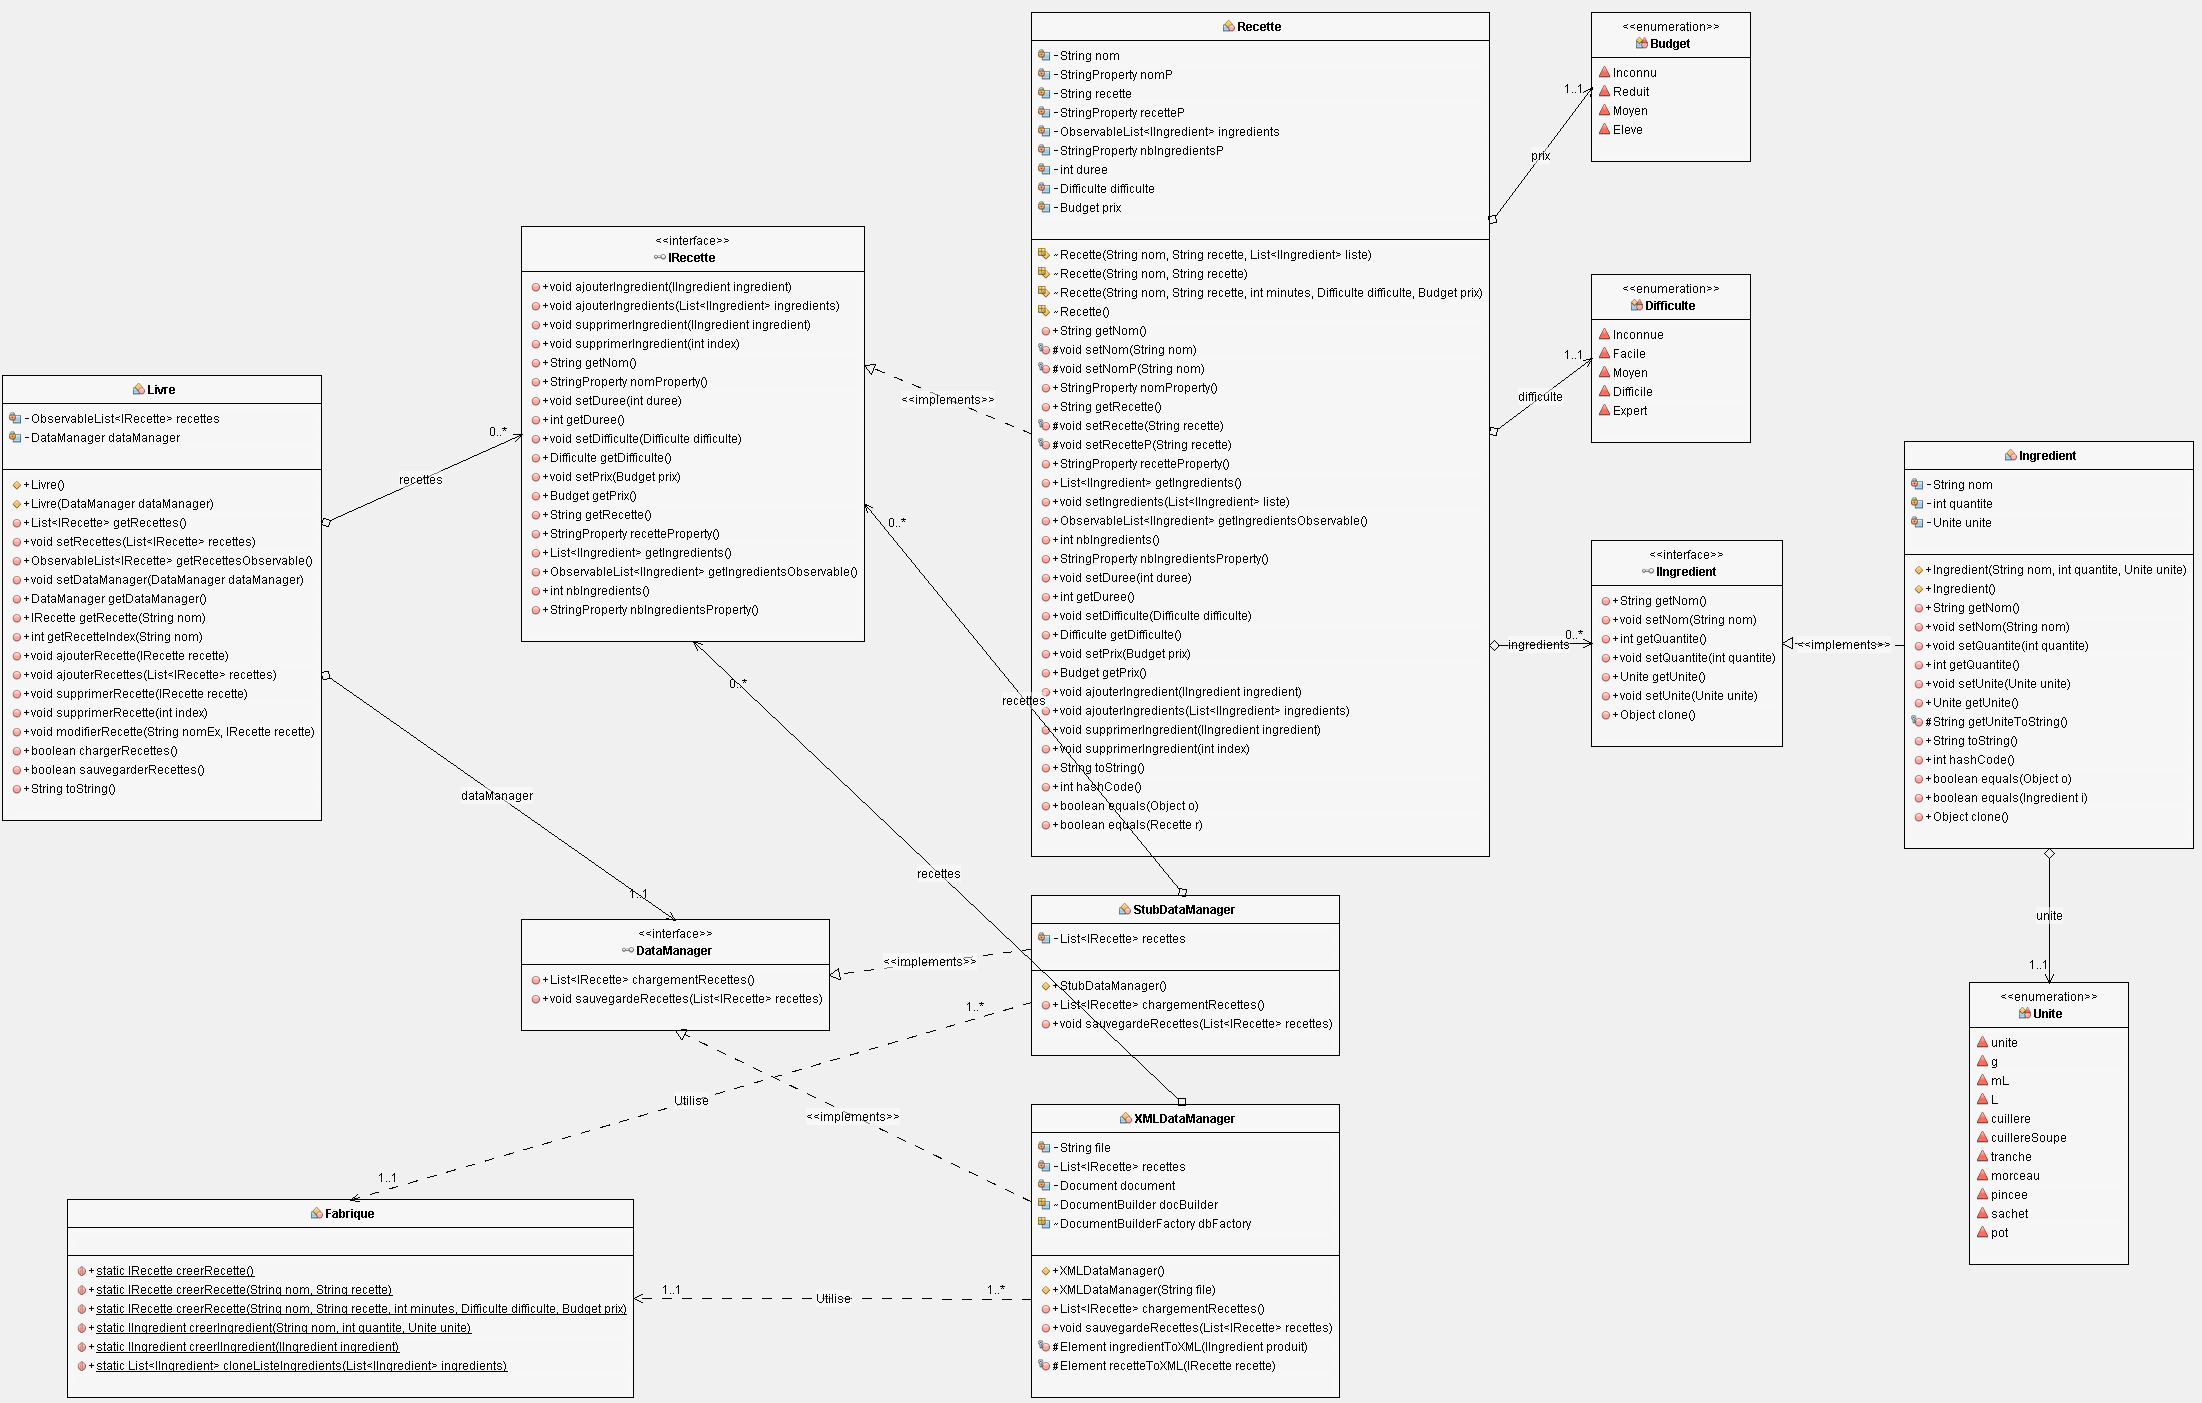 Livre
- ObservableList<IRecette> recettes
- DataManager dataManager
+ Livre()
+ Livre(DataManager dataManager)
+ List<IRecette> getRecettes()
+ void setRecettes(List<IRecette> recettes)
+ ObservableList<IRecette> getRecettesObservable()
+ void setDataManager(DataManager dataManager)
+ DataManager getDataManager()
+ IRecette getRecette(String nom)
+ int getRecetteIndex(String nom)
+ void ajouterRecette(IRecette recette)
+ void ajouterRecettes(List<IRecette> recettes)
+ void supprimerRecette(IRecette recette)
+ void supprimerRecette(int index)
+ void modifierRecette(String nomEx, IRecette recette)
+ boolean chargerRecettes()
+ boolean sauvegarderRecettes()
+ String toString()
recettes
0..*
dataManager
1..1
<<interface>>
IRecette
+ void ajouterIngredient(IIngredient ingredient)
+ void ajouterIngredients(List<IIngredient> ingredients)
+ void supprimerIngredient(IIngredient ingredient)
+ void supprimerIngredient(int index)
+ String getNom()
+ StringProperty nomProperty()
+ void setDuree(int duree)
+ int getDuree()
+ void setDifficulte(Difficulte difficulte)
+ Difficulte getDifficulte()
+ void setPrix(Budget prix)
+ Budget getPrix()
+ String getRecette()
+ StringProperty recetteProperty()
+ List<IIngredient> getIngredients()
+ ObservableList<IIngredient> getIngredientsObservable()
+ int nbIngredients()
+ StringProperty nbIngredientsProperty()
<<implements>>
0..*
recettes
0..*
recettes
<<interface>>
DataManager
+ List<IRecette> chargementRecettes()
+ void sauvegardeRecettes(List<IRecette> recettes)
<<implements>>
1..*
Utilise
1..1
<<implements>>
Fabrique
+ static IRecette creerRecette()
+ static IRecette creerRecette(String nom, String recette)
+ static IRecette creerRecette(String nom, String recette, int minutes, Difficulte difficulte, Budget prix)
+ static IIngredient creerIngredient(String nom, int quantite, Unite unite)
+ static IIngredient creerIIngredient(IIngredient ingredient)
+ static List<IIngredient> cloneListeIngredients(List<IIngredient> ingredients)
1..1
Utilise
1..*
Recette
- String nom
- StringProperty nomP
- String recette
- StringProperty recetteP
- ObservableList<IIngredient> ingredients
- StringProperty nbIngredientsP
- int duree
- Difficulte difficulte
- Budget prix
~ Recette(String nom, String recette, List<IIngredient> liste)
~ Recette(String nom, String recette)
~ Recette(String nom, String recette, int minutes, Difficulte difficulte, Budget prix)
~ Recette()
+ String getNom()
# void setNom(String nom)
# void setNomP(String nom)
+ StringProperty nomProperty()
+ String getRecette()
# void setRecette(String recette)
# void setRecetteP(String recette)
+ StringProperty recetteProperty()
+ List<IIngredient> getIngredients()
+ void setIngredients(List<IIngredient> liste)
+ ObservableList<IIngredient> getIngredientsObservable()
+ int nbIngredients()
+ StringProperty nbIngredientsProperty()
+ void setDuree(int duree)
+ int getDuree()
+ void setDifficulte(Difficulte difficulte)
+ Difficulte getDifficulte()
+ void setPrix(Budget prix)
+ Budget getPrix()
+ void ajouterIngredient(IIngredient ingredient)
+ void ajouterIngredients(List<IIngredient> ingredients)
+ void supprimerIngredient(IIngredient ingredient)
+ void supprimerIngredient(int index)
+ String toString()
+ int hashCode()
+ boolean equals(Object o)
+ boolean equals(Recette r)
StubDataManager
- List<IRecette> recettes
+ StubDataManager()
+ List<IRecette> chargementRecettes()
+ void sauvegardeRecettes(List<IRecette> recettes)
XMLDataManager
- String file
- List<IRecette> recettes
- Document document
~ DocumentBuilder docBuilder
~ DocumentBuilderFactory dbFactory
+ XMLDataManager()
+ XMLDataManager(String file)
+ List<IRecette> chargementRecettes()
+ void sauvegardeRecettes(List<IRecette> recettes)
# Element ingredientToXML(IIngredient produit)
# Element recetteToXML(IRecette recette)
1..1
prix
<<enumeration>>
Budget
Inconnu
Reduit
Moyen
Eleve
1..1
difficulte
<<enumeration>>
Difficulte
Inconnue
Facile
Moyen
Difficile
Expert
ingredients
0..*
<<interface>>
IIngredient
+ String getNom()
+ void setNom(String nom)
+ int getQuantite()
+ void setQuantite(int quantite)
+ Unite getUnite()
+ void setUnite(Unite unite)
+ Object clone()
<<implements>>
Ingredient
- String nom
- int quantite
- Unite unite
+ Ingredient(String nom, int quantite, Unite unite)
+ Ingredient()
+ String getNom()
+ void setNom(String nom)
+ void setQuantite(int quantite)
+ int getQuantite()
+ void setUnite(Unite unite)
+ Unite getUnite()
# String getUniteToString()
+ String toString()
+ int hashCode()
+ boolean equals(Object o)
+ boolean equals(Ingredient i)
+ Object clone()
unite
1..1
<<enumeration>>
Unite
unite
g
mL
L
cuillere
cuillereSoupe
tranche
morceau
pincee
sachet
pot